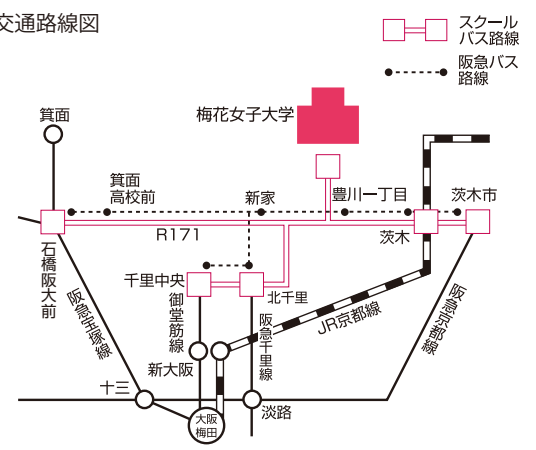 交通路線図
スクール
バス路線
阪急バス
路線
梅花女子大学
箕面
箕面
高校前
新家
豊川一丁目
茨木市
R171
茨木
石橋阪大前
千里中央
北千里
御堂筋線
阪急宝塚線
阪急千里線
JR京都線
阪急京都線
新大阪
十三
大阪
梅田
淡路